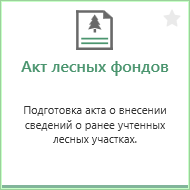 Акт лесных фондов
Подготовка акта о внесении
сведений о ранее учтенных
лесных участках.